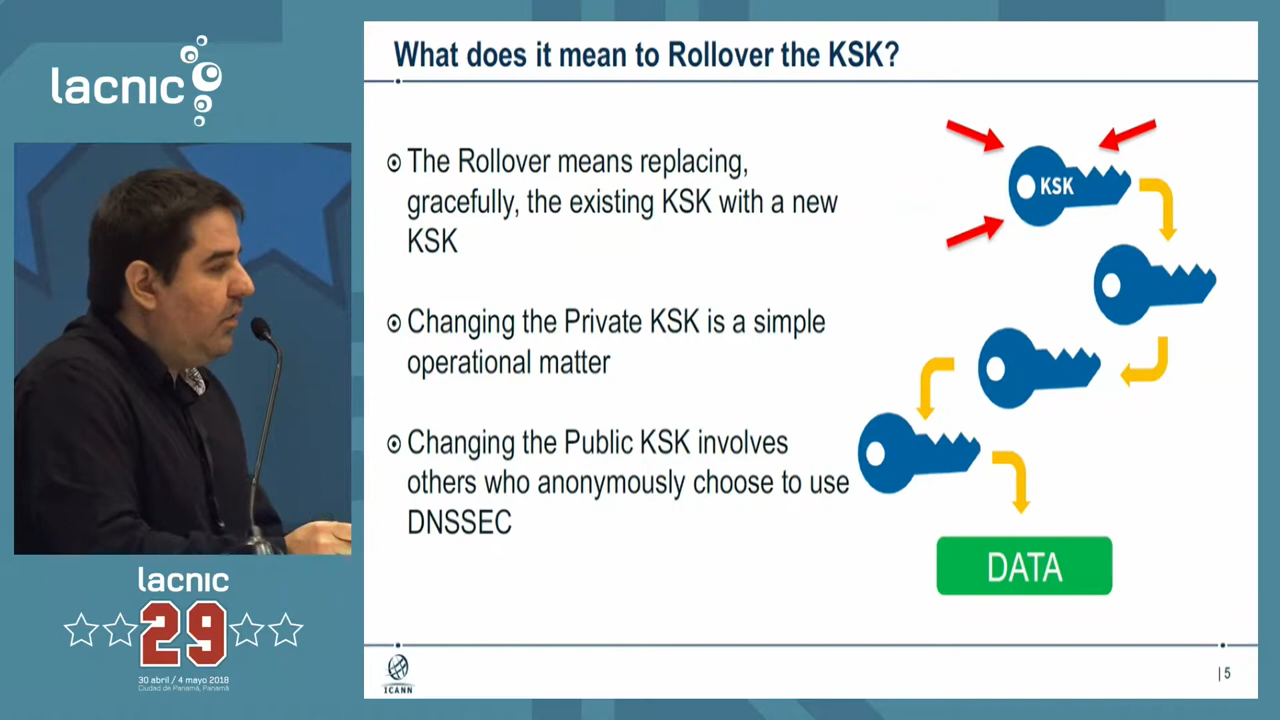 lacnic
What does it mean to Rollover the KSK?
The Rollover means replacing,
gracefully, the existing KSK with a new
KSK
Changing the Private KSK is a simple
operational matter
Changing the Public KSK involves
others who anonymously choose to use
DNSSEC
KSK
DATA
ICANN
| 5
lacnic
29
30 abril / 4 mayo 2018
Ciudad de Panamá, Panamá